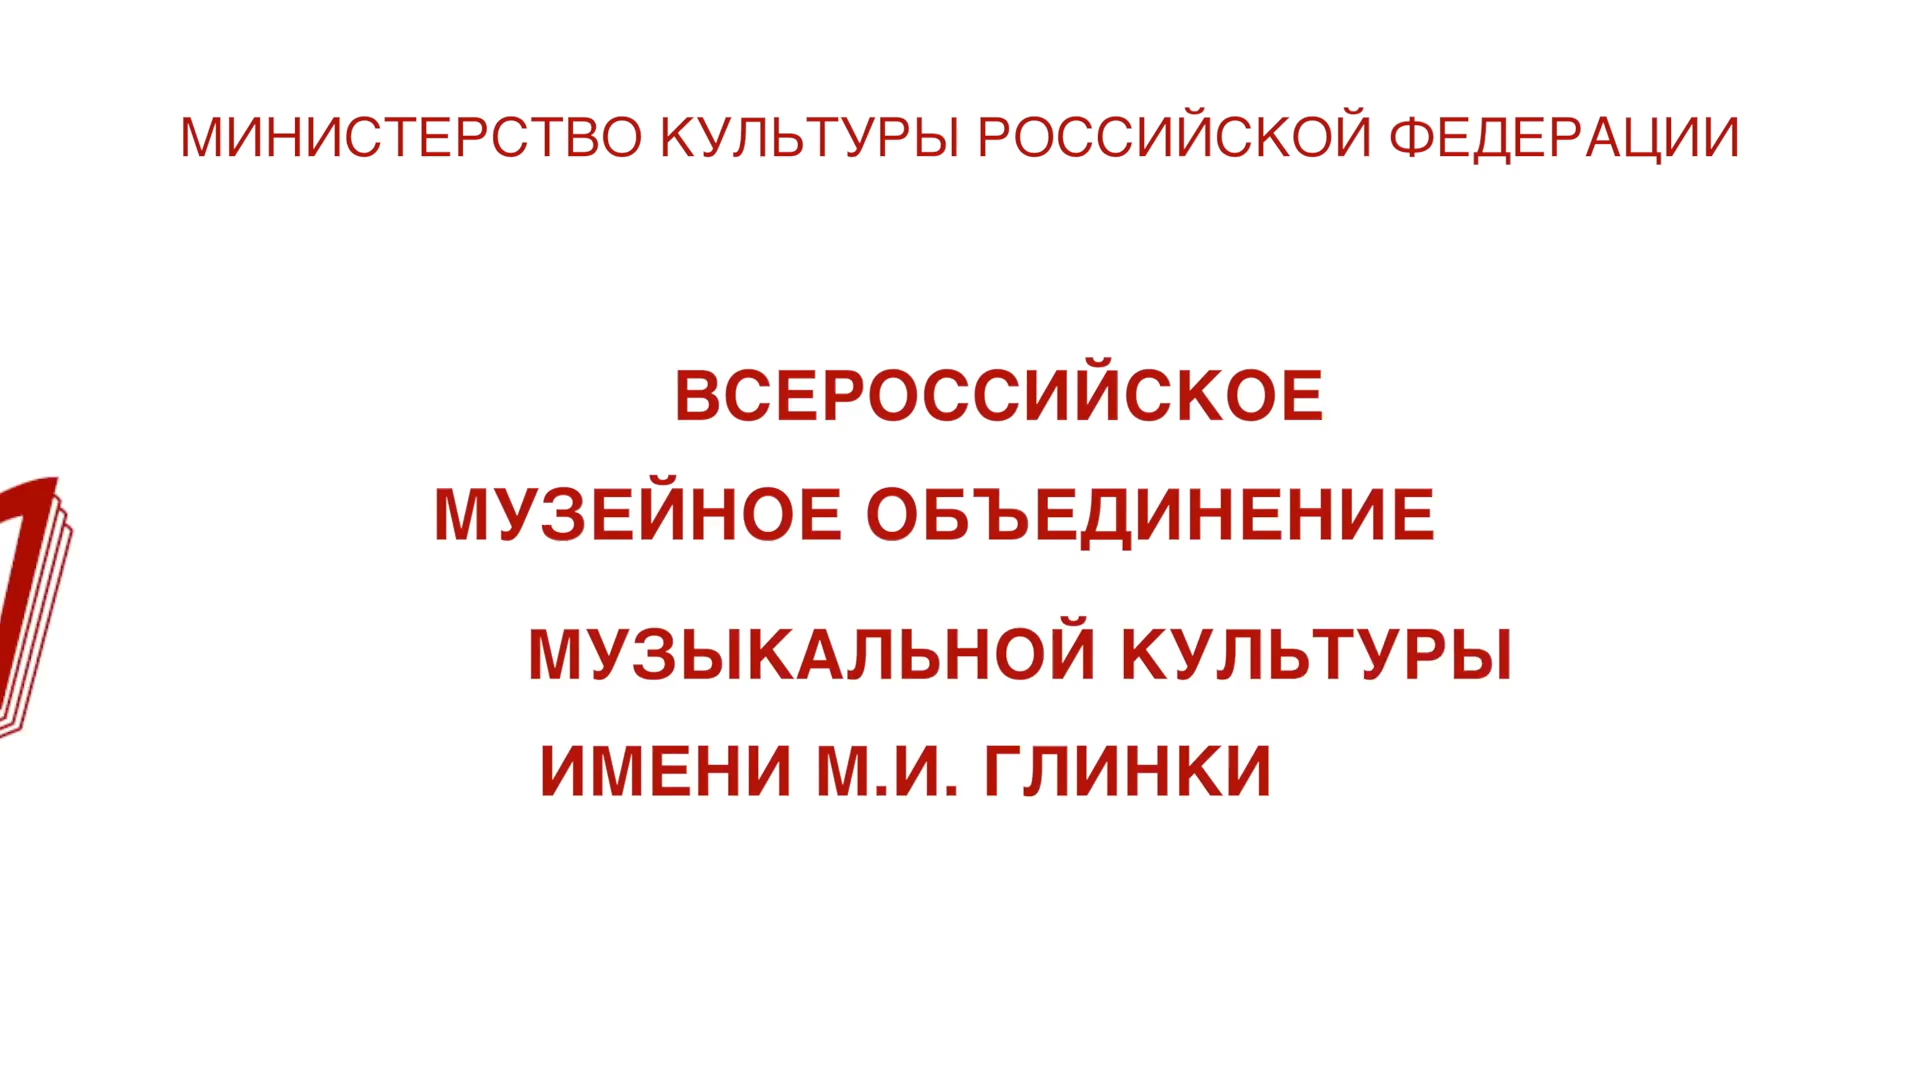 МИНИСТЕРСТВО КУЛЬТУРЫ РОССИЙСКОЙ ФЕДЕРАЦИИ
ВСЕРОССИЙСКОЕ
МУЗЕЙНОЕ ОБЪЕДИНЕНИЕ
МУЗЫКАЛЬНОЙ КУЛЬТУРЫ
ИМЕНИ М.И. ГЛИНКИ